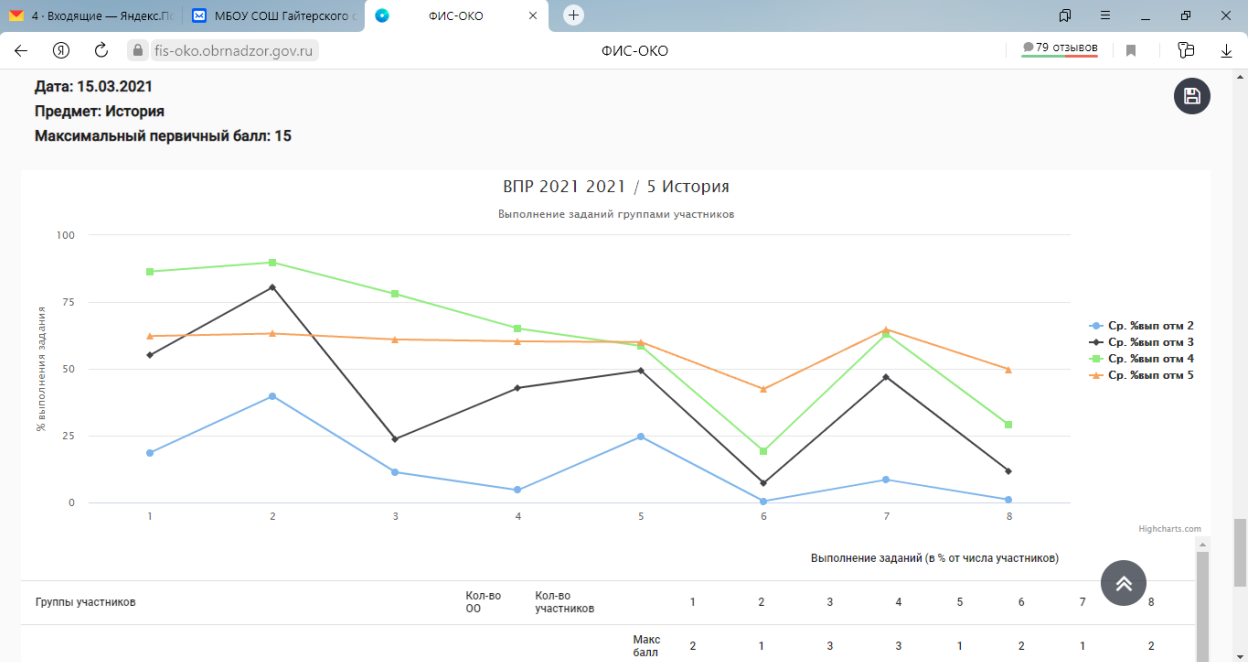 4 · Входящие — Яндекс.По
МБОУ СОШ Гайтерского с
ФИС-ОКО
fis-oko.obrnadzor.gov.ru
ФИС-ОКО
79 отзывов
Дата: 15.03.2021
Предмет: История
Максимальный первичный балл: 15
ВПР 2021 2021 / 5 История
Выполнение заданий группами участников
% выполнения задания
100
75
50
25
0
1 2 3 4 5 6 7 8
Ср. %вып отм 2
Ср. %вып отм 3
Ср. %вып отм 4
Ср. %вып отм 5
Highcharts.com
Выполнение заданий (в % от числа участников)
Группы участников
Кол-во
ОО
Кол-во
участников
1 2 3 4 5 6 7 8
Макс
балл
2 1 3 3 1 2 1 2